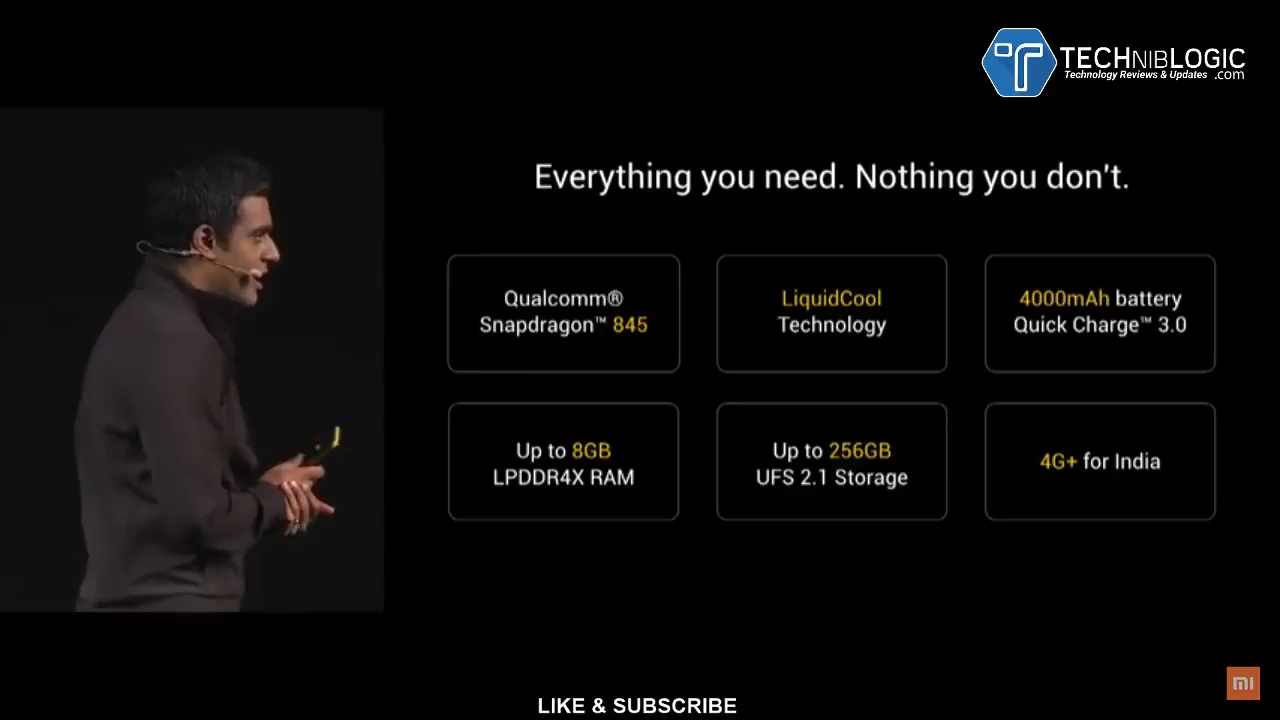 TECHNIBLOGIC
Technology Reviews & Updates .com
Everything you need. Nothing you don't.
Qualcomm®
Snapdragon™ 845
LiquidCool
Technology
4000mAh battery
Quick Charge™ 3.0
Up to 8GB
LPDDR4X RAM
Up to 256GB
UFS 2.1 Storage
4G+ for India
MI
LIKE & SUBSCRIBE